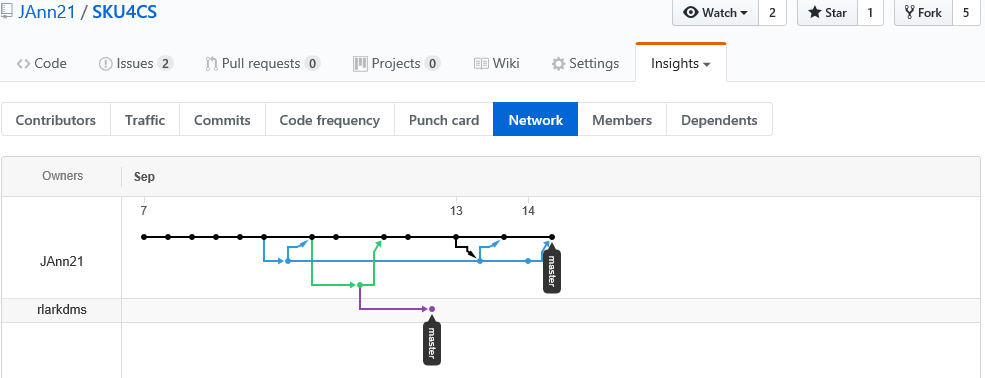 JAnn21 / SKU4CS Watch 2 Star 1 Fork 5
Code Issues 2 Pull requests 0 Projects 0 Wiki Settings Insights
Contributors Traffic Commits Code frequency Punch card Network Members Dependents
Owners Sep
7 13 14
JAnn21
master
rlarkdms
master